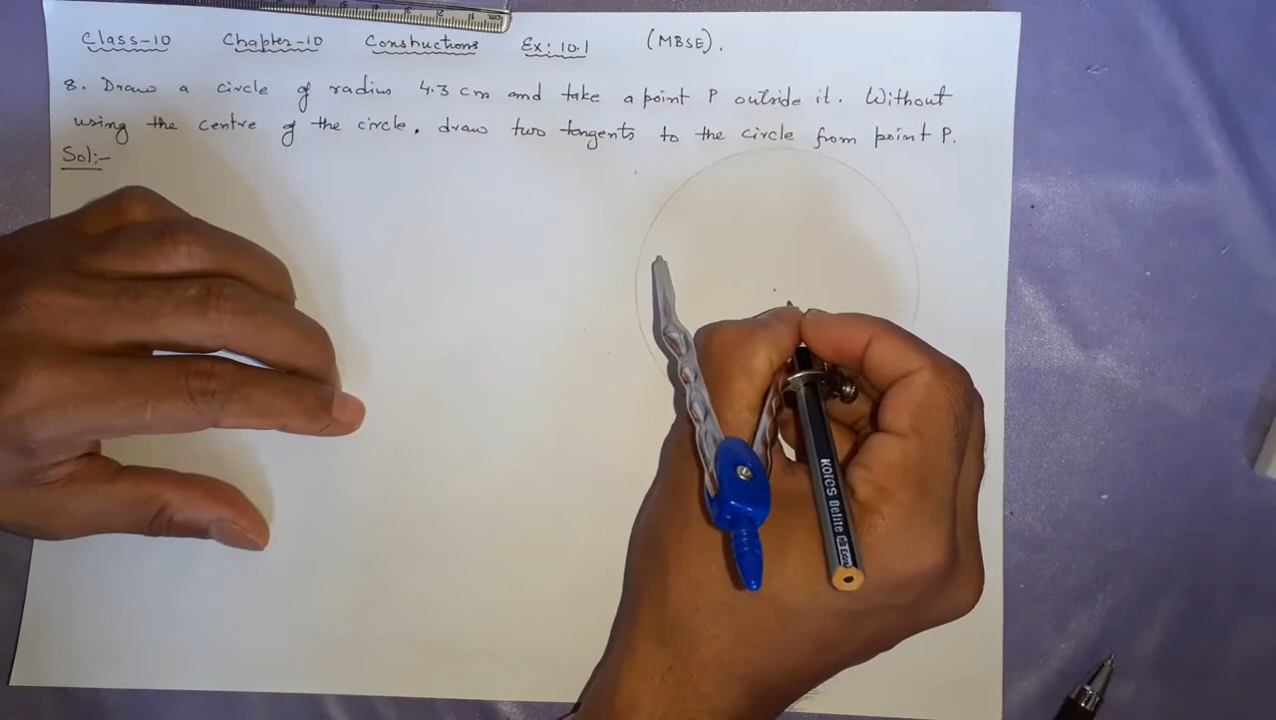 Class-10 Chapter-10 Constructions Ex: 10.1 (MBSE).
8. Draw a circle of radius 4.3 cm and take a point P outside it. Without
using the centre of the circle, draw two tangents to the circle from point P.
Sol:-
Kores Delite